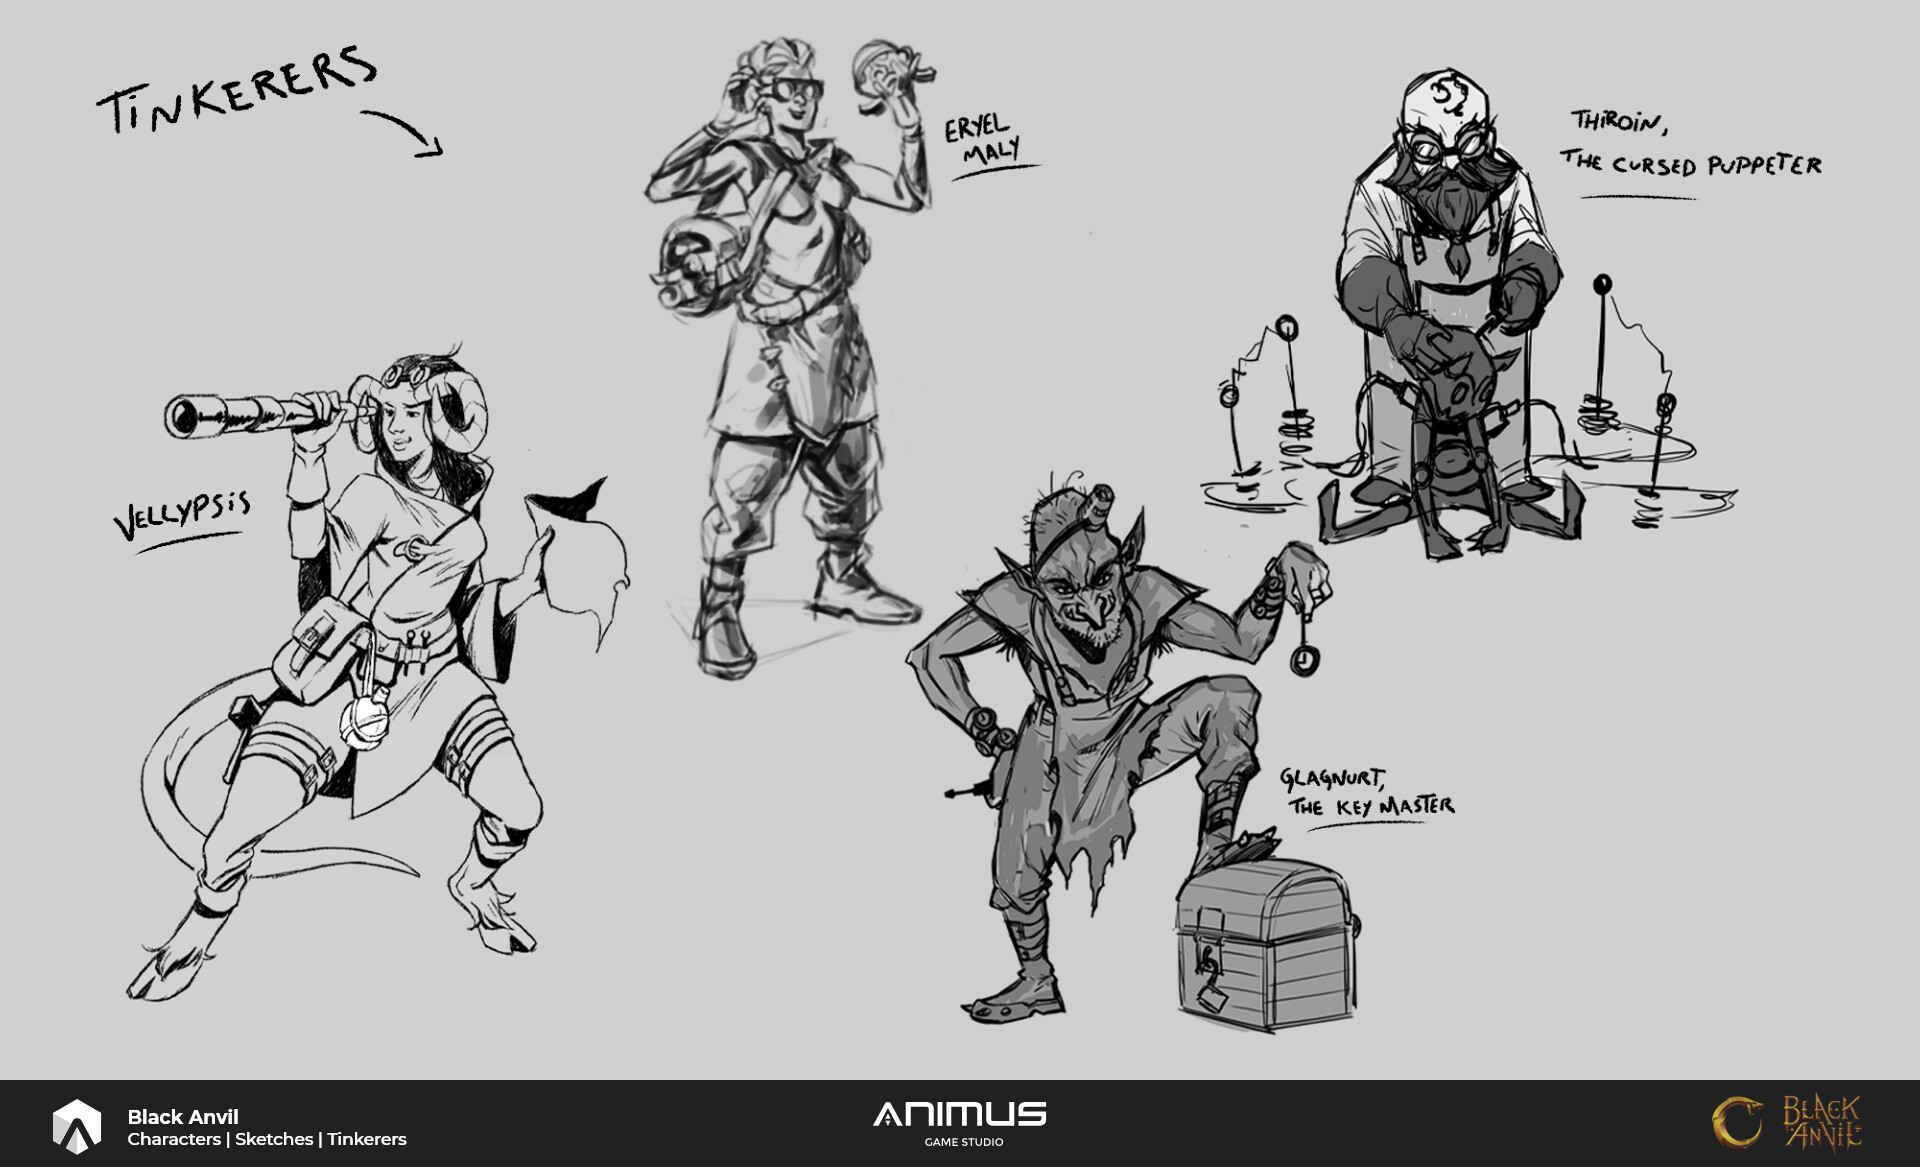 TINKERERS
ERYEL
MALY
THIROIN,
THE CURSED PUPPETER
VELLYPSIS
GLAGNURT,
THE KEY MASTER
Black Anvil
Characters | Sketches | Tinkerers
ANIMUS
GAME STUDIO
BLACK
ANVIL